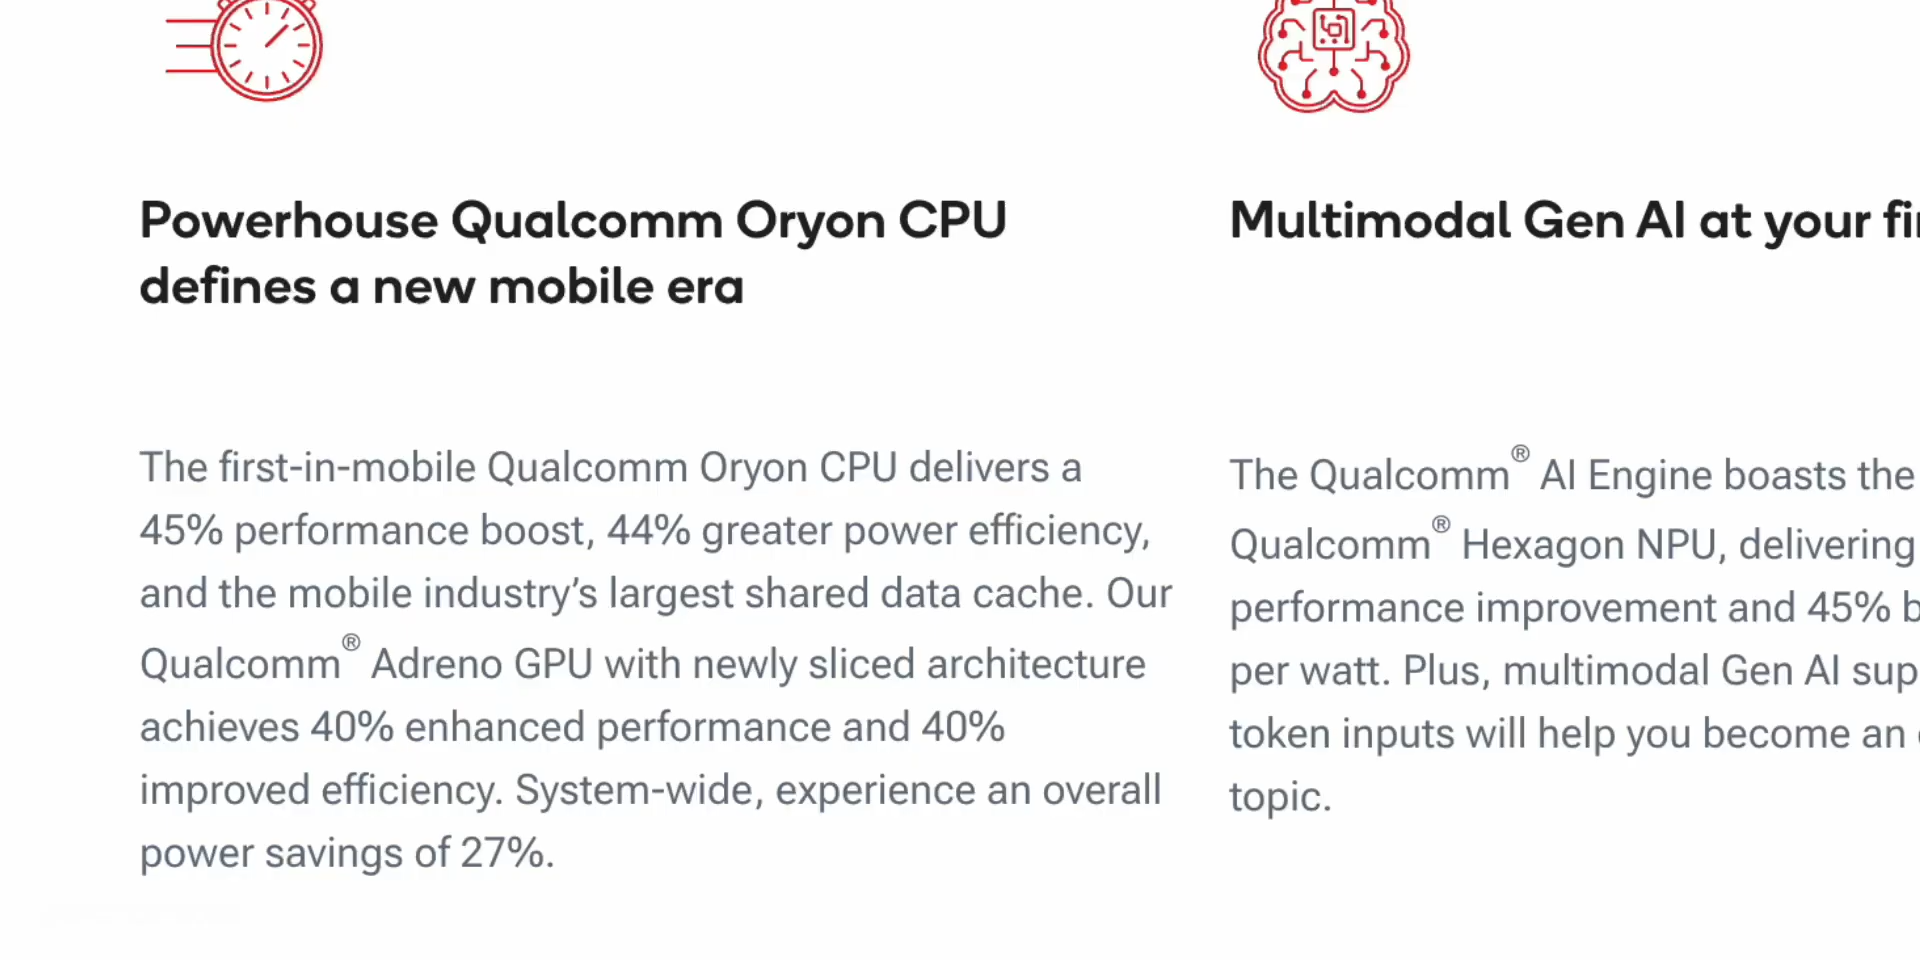 Powerhouse Qualcomm Oryon CPU
defines a new mobile era
The first-in-mobile Qualcomm Oryon CPU delivers a
45% performance boost, 44% greater power efficiency,
and the mobile industry’s largest shared data cache. Our
Qualcomm® Adreno GPU with newly sliced architecture
achieves 40% enhanced performance and 40%
improved efficiency. System-wide, experience an overall
power savings of 27%.
Multimodal Gen AI at your
The Qualcomm® AI Engine boasts the
Qualcomm® Hexagon NPU, delivering
performance improvement and 45%
per watt. Plus, multimodal Gen AI
token inputs will help you become an
topic.